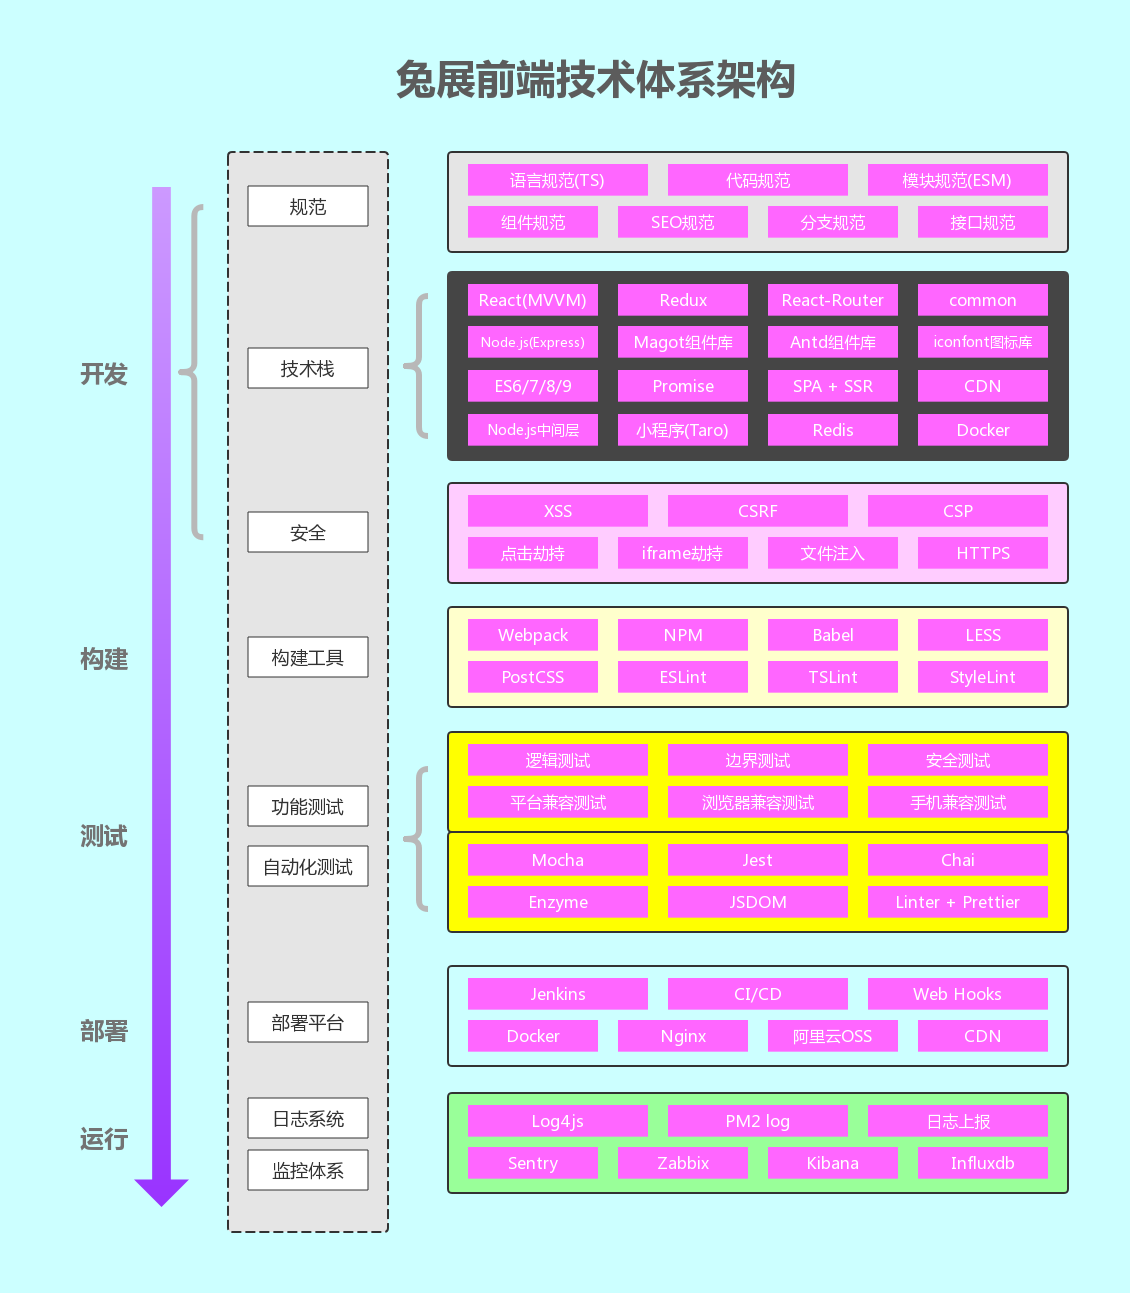 兔展前端技术体系架构
开发
构建
测试
部署
运行
规范
技术栈
安全
构建工具
功能测试
自动化测试
部署平台
日志系统
监控体系
语言规范(TS) 代码规范 模块规范(ESM)
组件规范 SEO规范 分支规范 接口规范
React(MVVM) Redux React-Router common
Node.js(Express) Magot组件库 Antd组件库 iconfont图标库
ES6/7/8/9 Promise SPA + SSR CDN
Node.js中间层 小程序(Taro) Redis Docker
XSS CSRF CSP
点击劫持 iframe劫持 文件注入 HTTPS
Webpack NPM Babel LESS
PostCSS ESLint TSLint StyleLint
逻辑测试 边界测试 安全测试
平台兼容测试 浏览器兼容测试 手机兼容测试
Mocha Jest Chai
Enzyme JSDOM Linter + Prettier
Jenkins CI/CD Web Hooks
Docker Nginx 阿里云OSS CDN
Log4js PM2 log 日志上报
Sentry Zabbix Kibana Influxdb